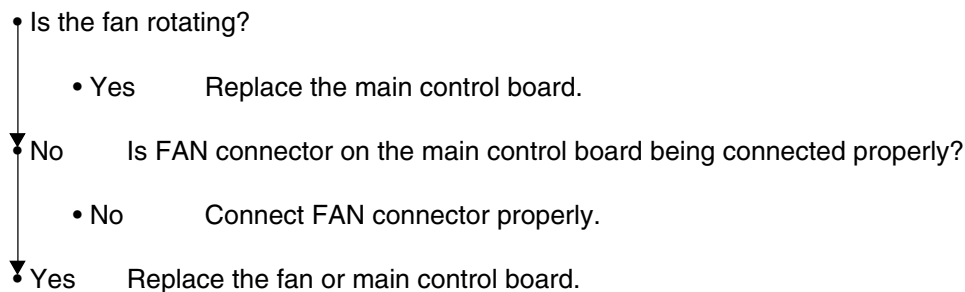 • Is the fan rotating?
• Yes Replace the main control board.
• No Is FAN connector on the main control board being connected properly?
• No Connect FAN connector properly.
• Yes Replace the fan or main control board.